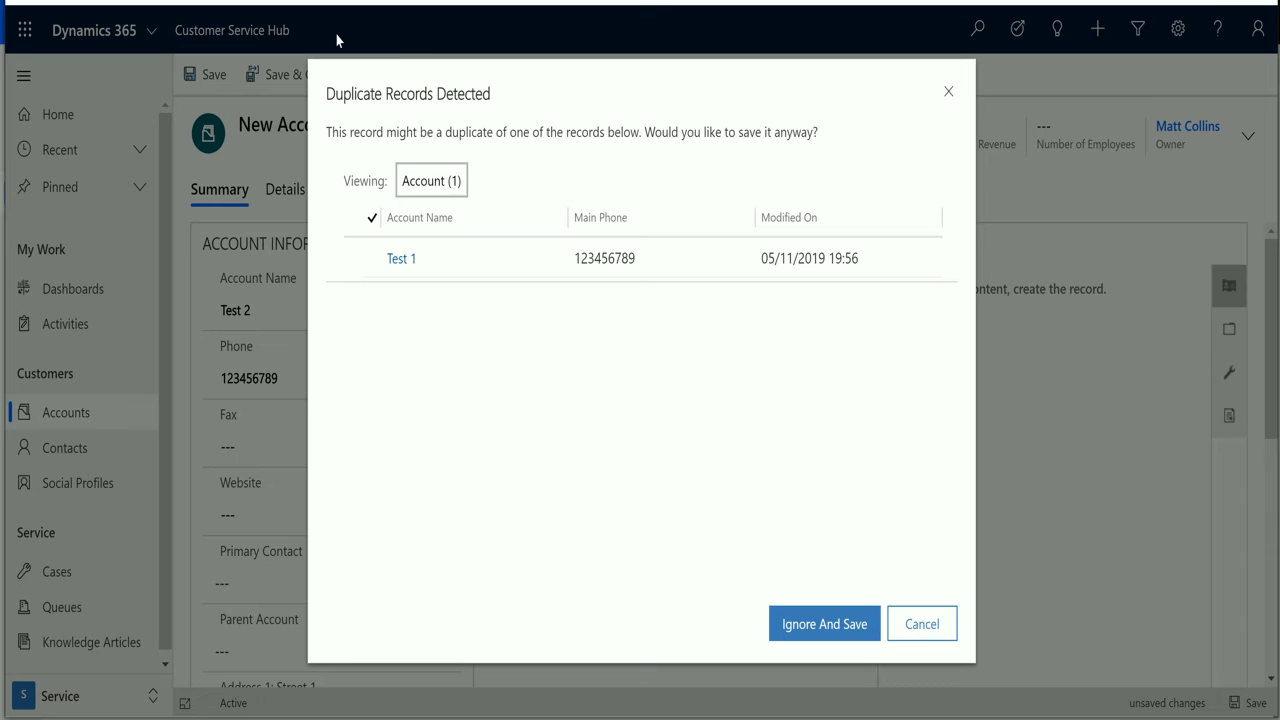 Dynamics 365 Customer Service Hub
Save Save & C
Home
Recent
Pinned
My Work
Dashboards
Activities
Customers
Accounts
Contacts
Social Profiles
Service
Cases
Queues
Knowledge Articles
S Service
New Acco
Summary Details
ACCOUNT INFOR
Account Name
Test 2
Phone
123456789
Fax
---
Website
---
Primary Contact
---
Parent Account
---
Address 1: Street 1
Active
Duplicate Records Detected
This record might be a duplicate of one of the records below. Would you like to save it anyway?
Viewing: Account (1)
Account Name Main Phone Modified On
Test 1 123456789 05/11/2019 19:56
Ignore And Save Cancel
Revenue
---
Number of Employees
Matt Collins
Owner
ntent, create the record.
unsaved changes Save